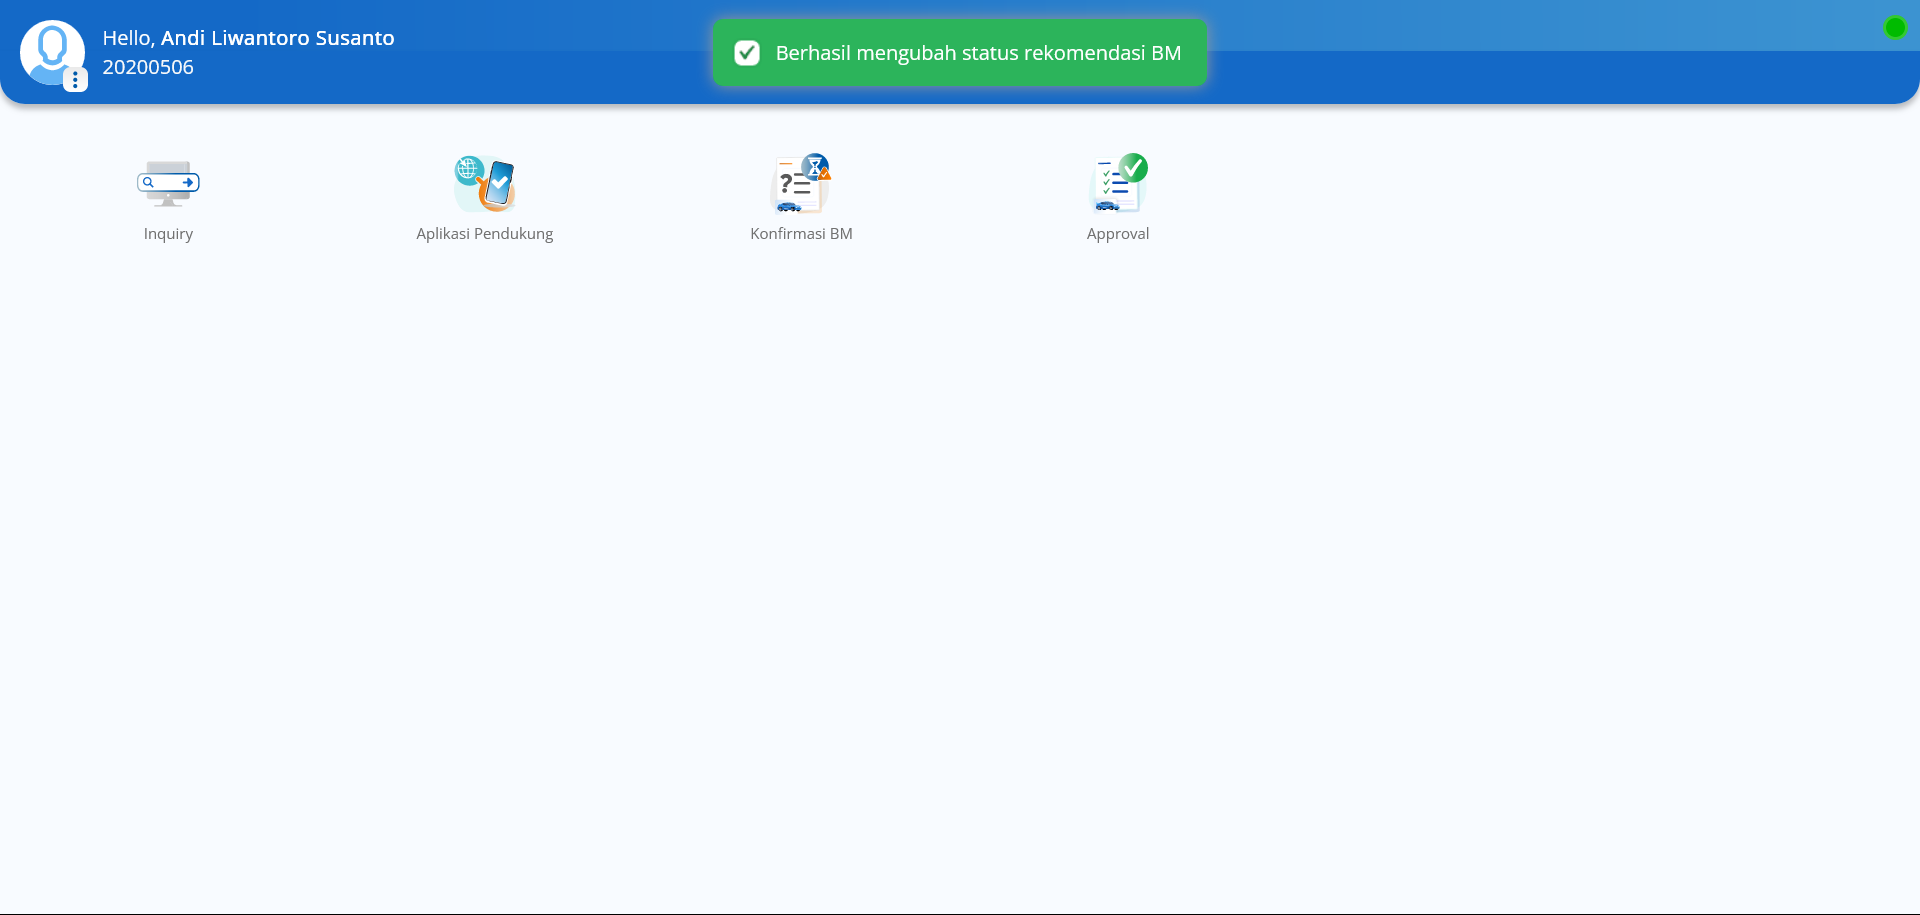 Hello, Andi Liwantoro Susanto
20200506
Berhasil mengubah status rekomendasi BM
Inquiry
Aplikasi Pendukung
?
Konfirmasi BM
Approval